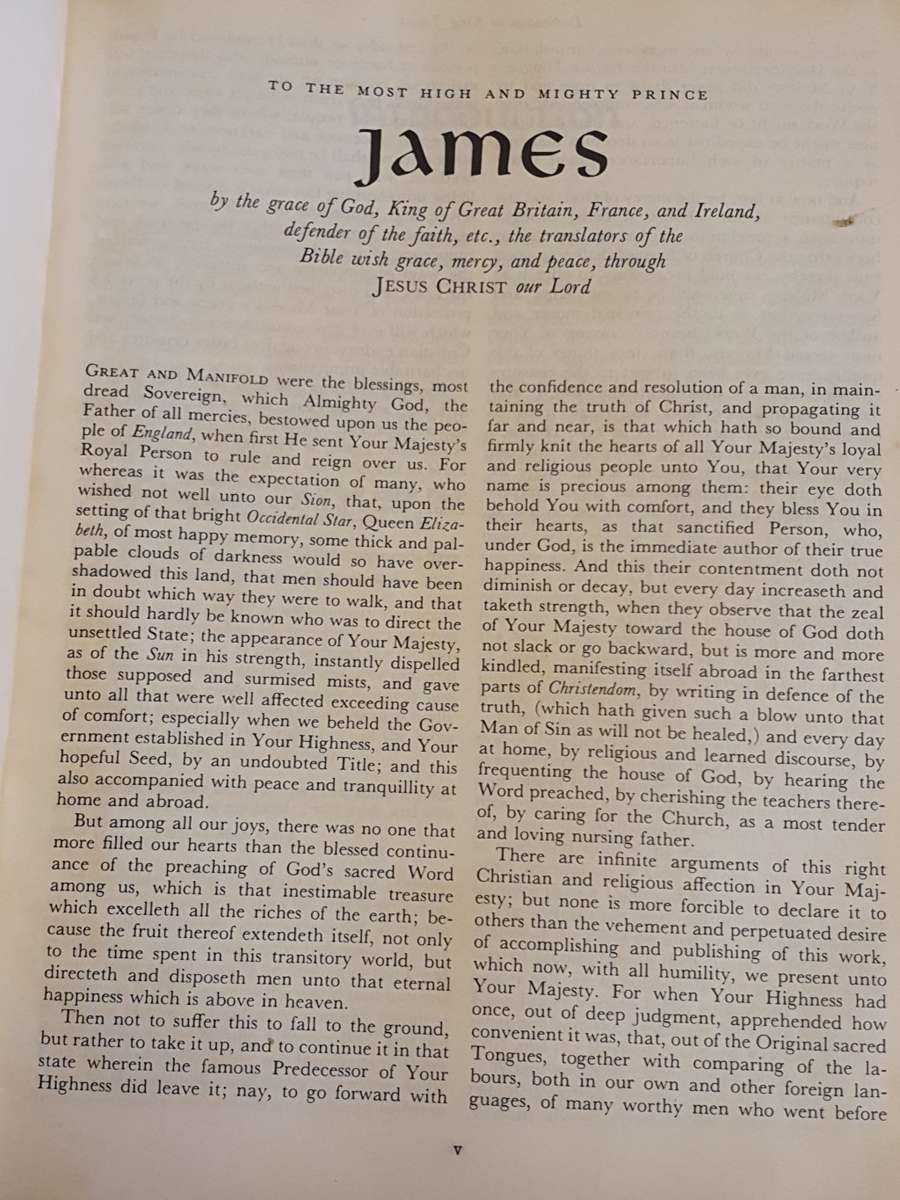 TO THE MOST HIGH AND MIGHTY PRINCE
James
by the grace of God, King of Great Britain, France, and Ireland,
defender of the faith, etc., the translators of the
Bible wish grace, mercy, and peace, through
JESUS CHRIST our Lord
GREAT AND MANIFOLD were the blessings, most
dread Sovereign, which Almighty God, the
Father of all mercies, bestowed upon us the peo-
ple of England, when first He sent Your Majesty's
Royal Person to rule and reign over us. For
whereas it was the expectation of many, who
wished not well unto our Sion, that, upon the
setting of that bright Occidental Star, Queen Eliza-
beth, of most happy memory, some thick and pal-
pable clouds of darkness would so have over-
shadowed this land, that men should have been
in doubt which way they were to walk, and that
it should hardly be known who was to direct the
unsettled State; the appearance of Your Majesty,
as of the Sun in his strength, instantly dispelled
those supposed and surmised mists, and gave
unto all that were well affected exceeding cause
of comfort; especially when we beheld the Gov-
ernment established in Your Highness, and Your
hopeful Seed, by an undoubted Title; and this
also accompanied with peace and tranquillity at
home and abroad.
But among all our joys, there was no one that
more filled our hearts than the blessed continu-
ance of the preaching of God's sacred Word
among us, which is that inestimable treasure
which excelleth all the riches of the earth; be-
cause the fruit thereof extendeth itself, not only
to the time spent in this transitory world, but
directeth and disposeth men unto that eternal
happiness which is above in heaven.
Then not to suffer this to fall to the ground,
but rather to take it up, and to continue it in that
state wherein the famous Predecessor of Your
Highness did leave it; nay, to go forward with
the confidence and resolution of a man, in main-
taining the truth of Christ, and propagating it
far and near, is that which hath so bound and
firmly knit the hearts of all Your Majesty's loyal
and religious people unto You, that Your very
name is precious among them: their eye doth
behold You with comfort, and they bless You in
their hearts, as that sanctified Person, who,
under God, is the immediate author of their true
happiness. And this their contentment doth not
diminish or decay, but every day increaseth and
taketh strength, when they observe that the zeal
of Your Majesty toward the house of God doth
not slack or go backward, but is more and more
kindled, manifesting itself abroad in the farthest
parts of Christendom, by writing in defence of the
truth, (which hath given such a blow unto that
Man of Sin as will not be healed,) and every day
at home, by religious and learned discourse, by
frequenting the house of God, by hearing the
Word preached, by cherishing the teachers there-
of, by caring for the Church, as a most tender
and loving nursing father.
There are infinite arguments of this right
Christian and religious affection in Your Maj-
esty; but none is more forcible to declare it to
others than the vehement and perpetuated desire
of accomplishing and publishing of this work,
which now, with all humility, we present unto
Your Majesty. For when Your Highness had
once, out of deep judgment, apprehended how
convenient it was, that, out of the Original sacred
Tongues, together with comparing of the la-
bours, both in our own and other foreign lan-
guages, of many worthy men who went before
v